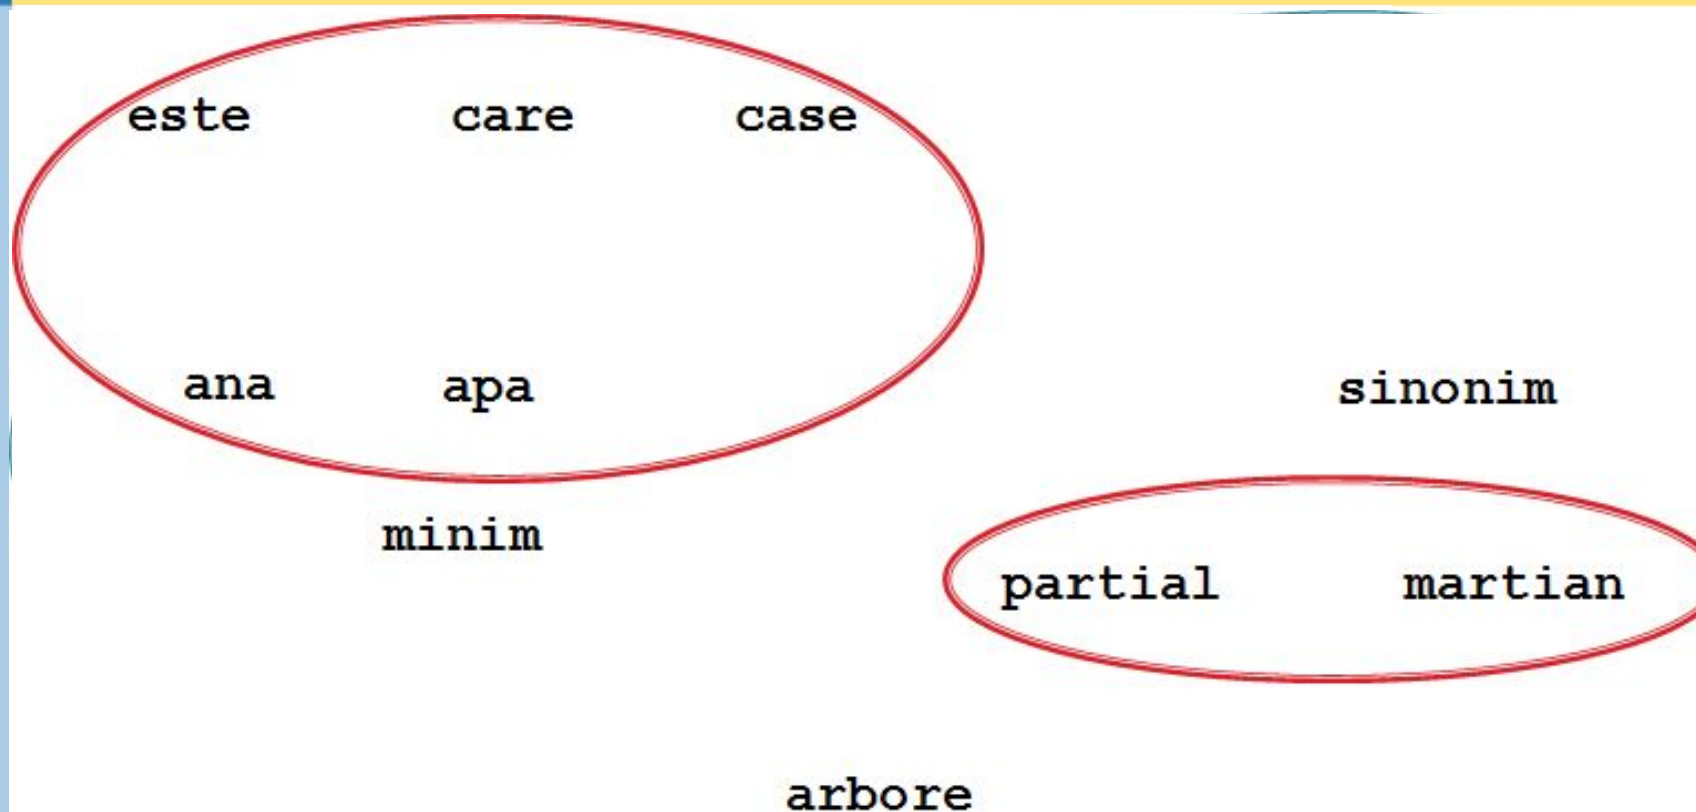 este care case
ana apa sinonim
minim
partial martian
arbore